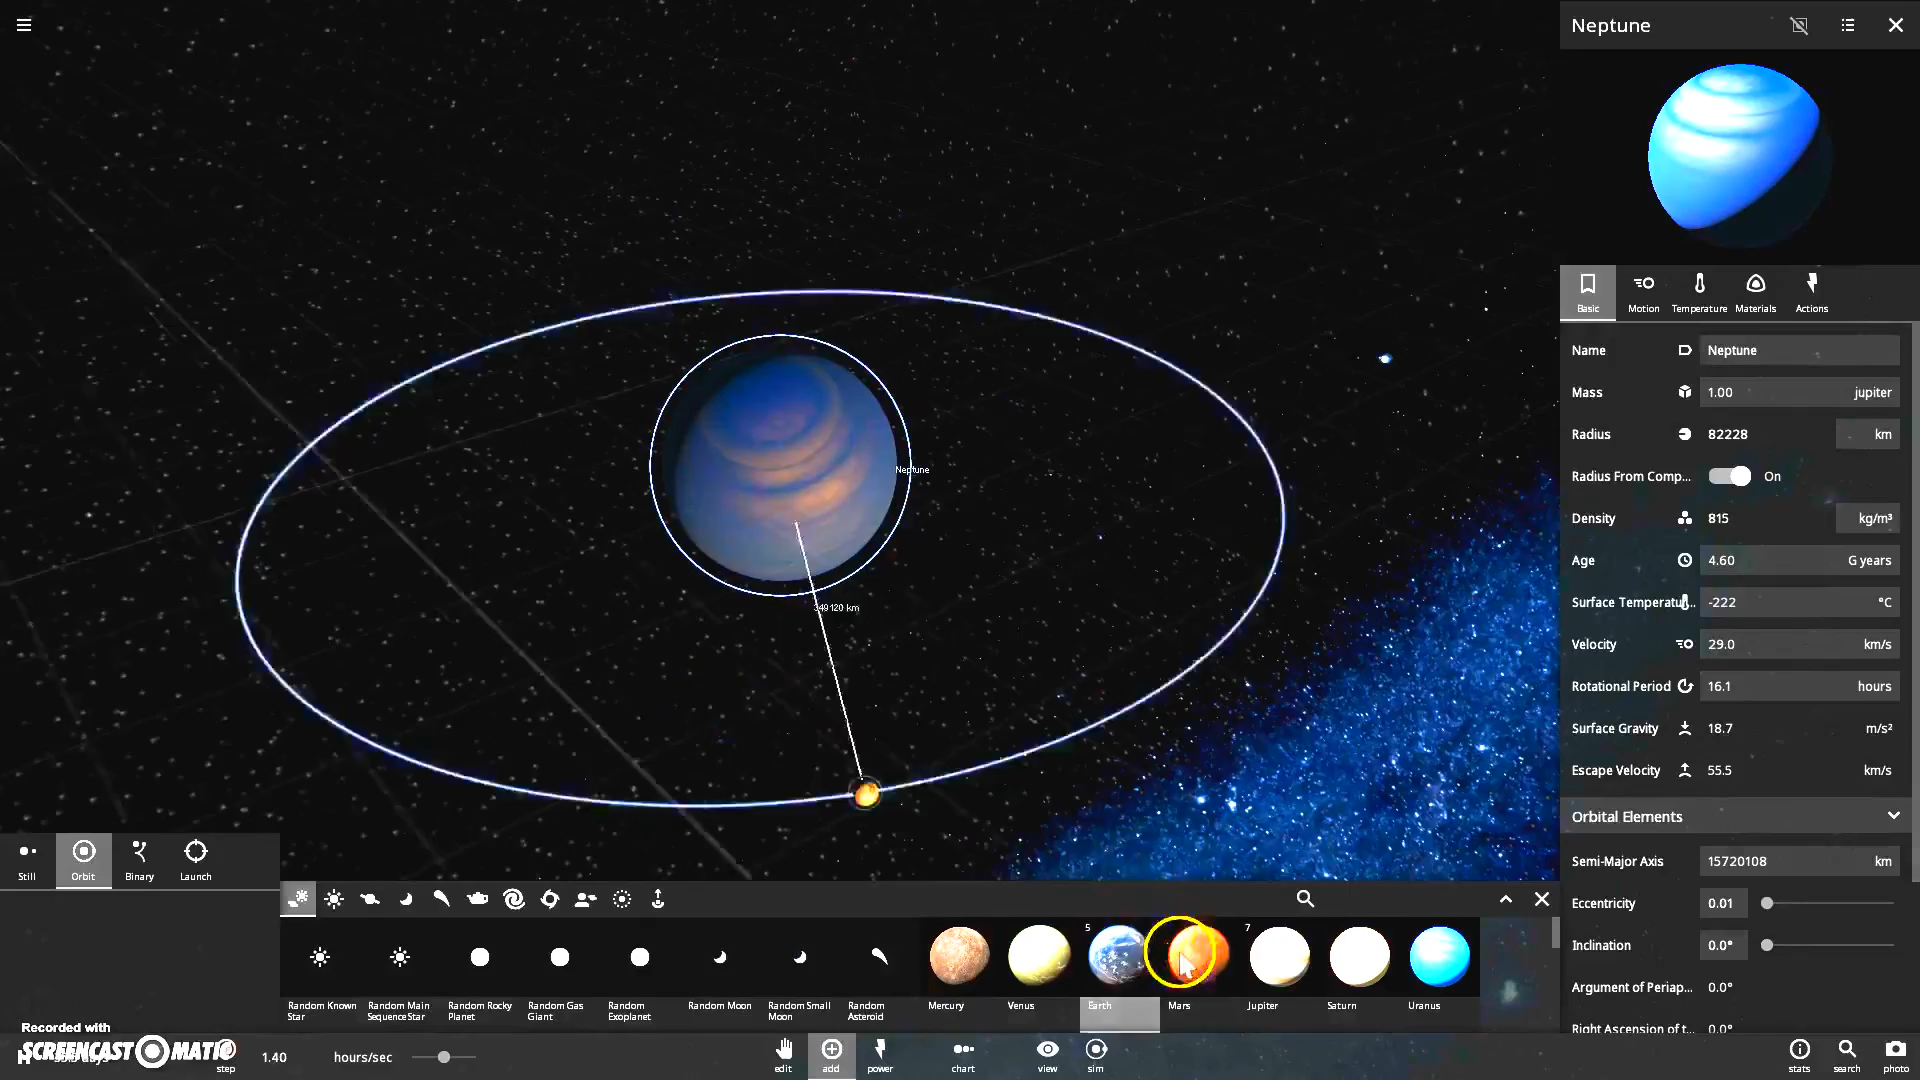 Neptune
Basic
Motion
Temperature
Materials
Actions
Name
Neptune
Mass
1.00
jupiter
Radius
82228
km
Radius From Comp...
On
Density
815
kg/m³
Age
4.60
G years
Surface Temperatu...
-222
°C
Velocity
29.0
km/s
Rotational Period
16.1
hours
Surface Gravity
18.7
m/s²
Escape Velocity
55.5
km/s
Orbital Elements
Semi-Major Axis
15720108
km
Eccentricity
0.01
Inclination
0.0°
Argument of Periap...
0.0°
Right Ascension of t...
0.0°
Neptune
349120 km
Still
Orbit
Binary
Launch
5
7
Random Known
Star
Random Main
Sequence Star
Random Rocky
Planet
Random Gas
Giant
Random
Exoplanet
Random Moon
Random Small
Moon
Random
Asteroid
Mercury
Venus
Earth
Mars
Jupiter
Saturn
Uranus
Recorded with
SCREENCAST MATIC
step
1.40
hours/sec
edit
add
power
chart
view
sim
stats
search
photo